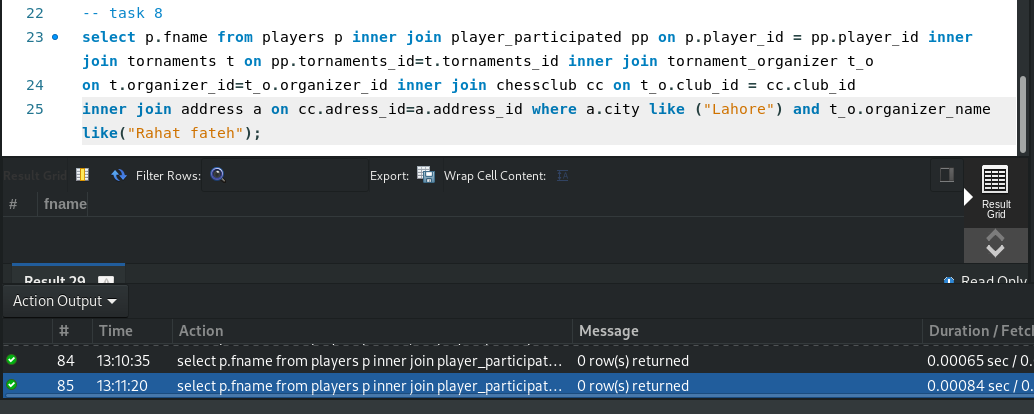 22 -- task 8
23 select p.fname from players p inner join player_participated pp on p.player_id = pp.player_id inner
join tornaments t on pp.tornaments_id=t.tornaments_id inner join tornament_organizer t_o
24 on t.organizer_id=t_o.organizer_id inner join chessclub cc on t_o.club_id = cc.club_id
25 inner join address a on cc.adress_id=a.address_id where a.city like ("Lahore") and t_o.organizer_name
like("Rahat fateh");
Result Grid Filter Rows: Export: Wrap Cell Content:
Result
Grid
# fname
Result 29 Read Only
Action Output
# Time Action Message Duration / Fetch
84 13:10:35 select p.fname from players p inner join player_participat... 0 row(s) returned 0.00065 sec / 0.
85 13:11:20 select p.fname from players p inner join player_participat... 0 row(s) returned 0.00084 sec / 0.